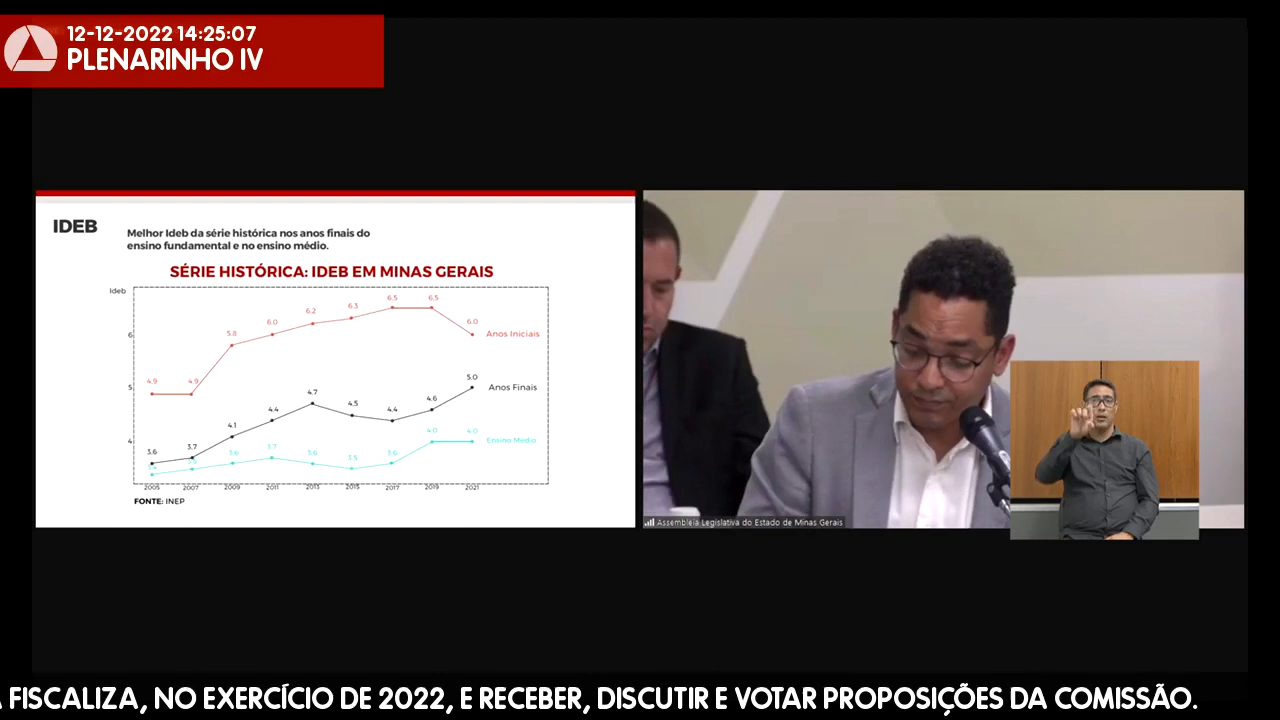 12-12-2022 14:25:07
PLENARINHO IV
IDEB
Melhor Ideb da série histórica nos anos finais do
ensino fundamental e no ensino médio.
SÉRIE HISTÓRICA: IDEB EM MINAS GERAIS
Ideb
6.5 6.5
6.3
6.2
6.0 6.0
5.8
6
Anos Iniciais
4.9 4.9
5
5.0
Anos Finais
4.7
4.6
4.5
4.4 4.4
4.1
4
4.0 4.0
Ensino Médio
3.6 3.7
3.6 3.7 3.6 3.5 3.6
2005 2007 2009 2011 2013 2015 2017 2019 2021
FONTE: INEP
Assembleia Legislativa do Estado de Minas Gerais
FISCALIZA, NO EXERCÍCIO DE 2022, E RECEBER, DISCUTIR E VOTAR PROPOSIÇÕES DA COMISSÃO.